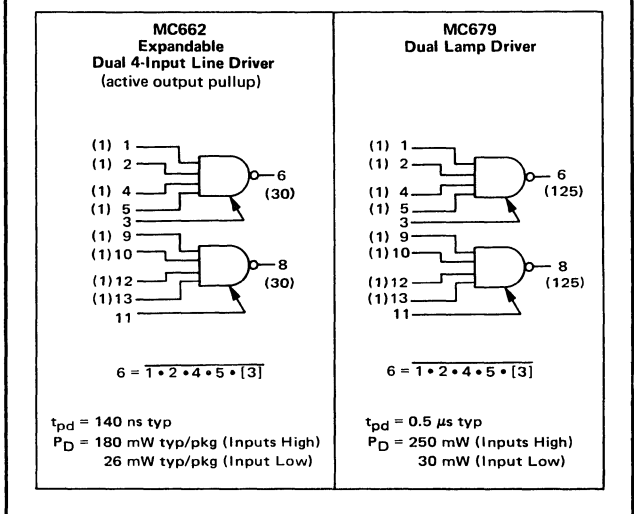 MC662
Expandable
Dual 4-Input Line Driver
(active output pullup)
(1) 1
(1) 2
(1) 4
(1) 5
3
6
(30)
(1) 9
(1) 10
(1) 12
(1) 13
11
8
(30)
6 = 1 • 2 • 4 • 5 • [3]
tpd = 140 ns typ
PD = 180 mW typ/pkg (Inputs High)
26 mW typ/pkg (Input Low)
MC679
Dual Lamp Driver
(1) 1
(1) 2
(1) 4
(1) 5
3
6
(125)
(1) 9
(1) 10
(1) 12
(1) 13
11
8
(125)
6 = 1 • 2 • 4 • 5 • [3]
tpd = 0.5 μs typ
PD = 250 mW (Inputs High)
30 mW (Input Low)